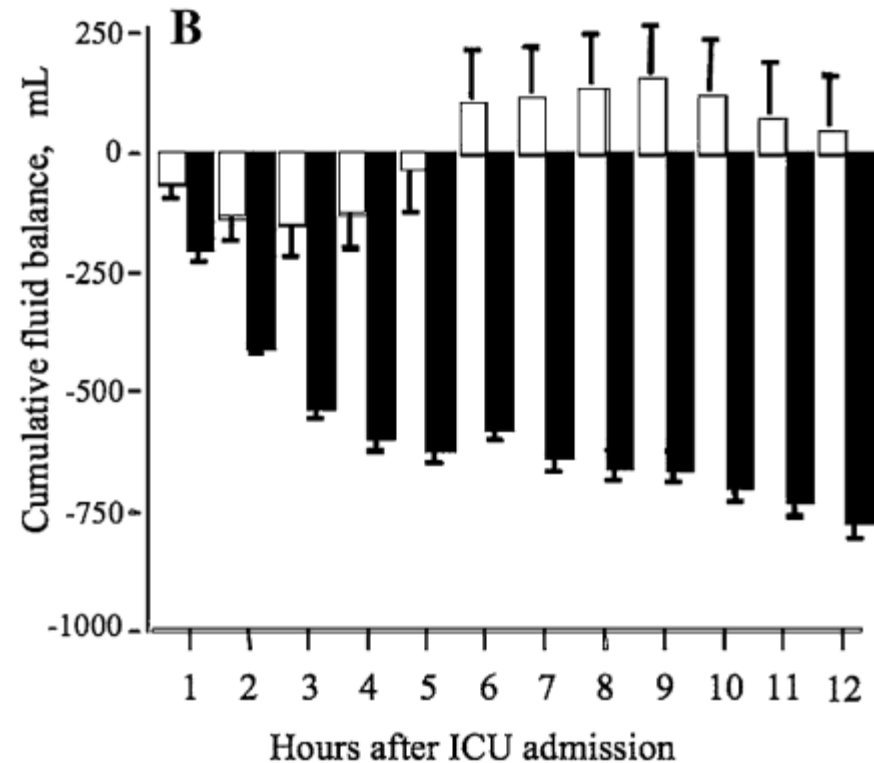 B
Cumulative fluid balance, mL
250
0
-250
-500
-750
-1000
1 2 3 4 5 6 7 8 9 10 11 12
Hours after ICU admission